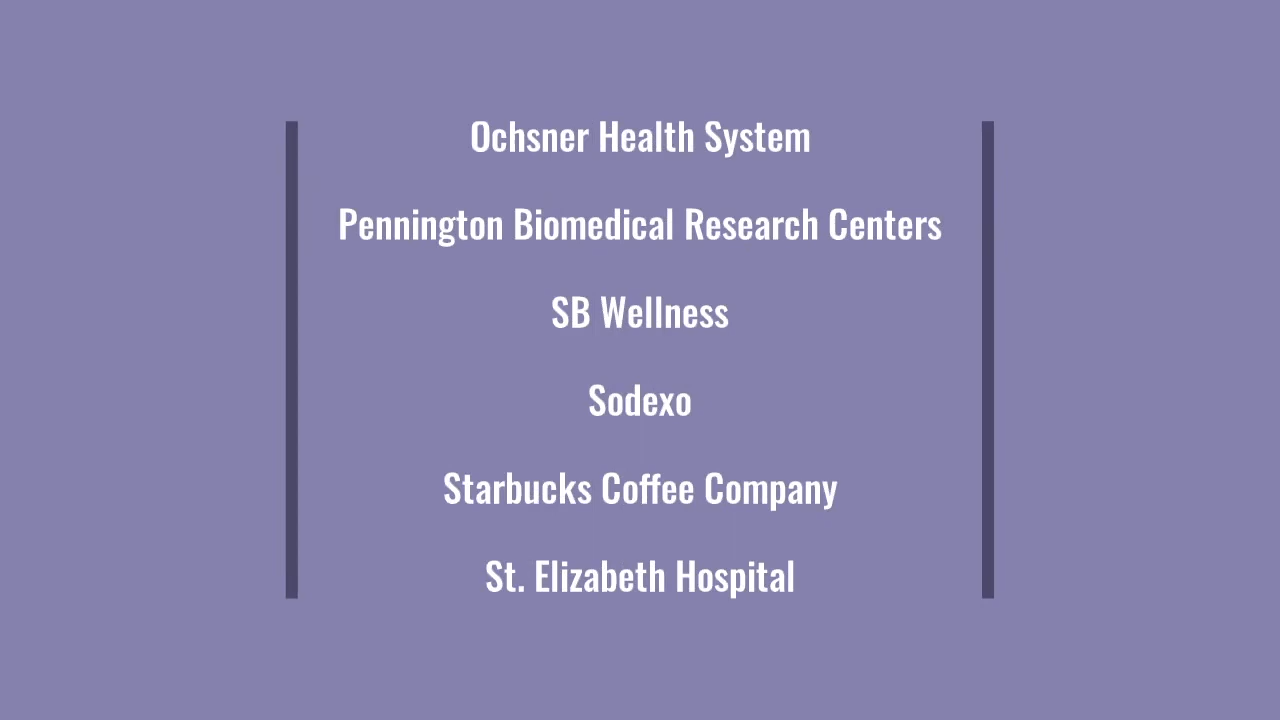 Ochsner Health System
Pennington Biomedical Research Centers
SB Wellness
Sodexo
Starbucks Coffee Company
St. Elizabeth Hospital